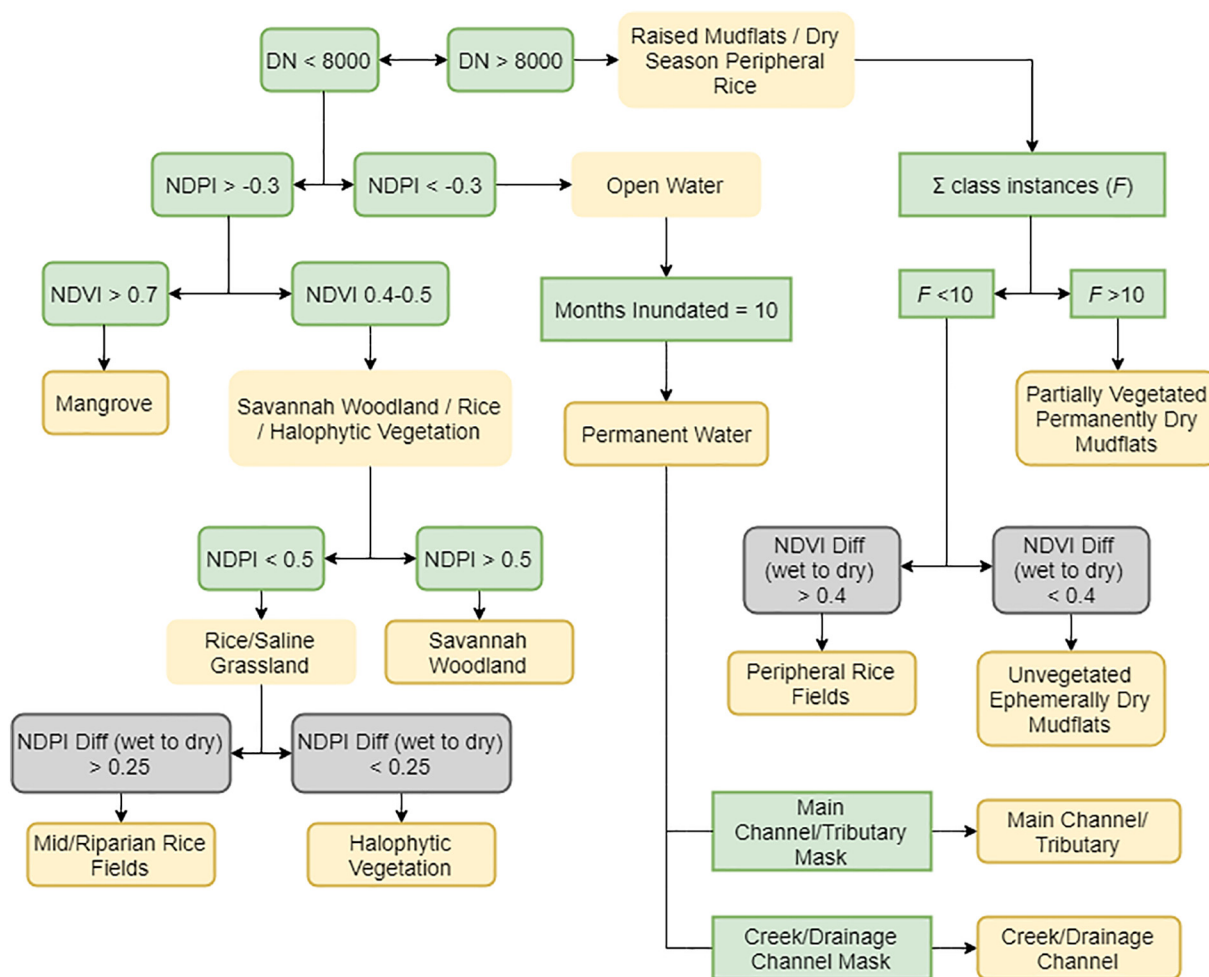 DN < 8000
DN > 8000
Raised Mudflats / Dry
Season Peripheral
Rice
NDPI > -0.3
NDPI < -0.3
Open Water
Σ class instances (F)
NDVI > 0.7
NDVI 0.4-0.5
Months Inundated = 10
F <10
F >10
Mangrove
Savannah Woodland / Rice
/ Halophytic Vegetation
Permanent Water
Partially Vegetated
Permanently Dry
Mudflats
NDPI < 0.5
NDPI > 0.5
NDVI Diff
(wet to dry)
> 0.4
NDVI Diff
(wet to dry)
< 0.4
Rice/Saline
Grassland
Savannah
Woodland
Peripheral Rice
Fields
Unvegetated
Ephemerally Dry
Mudflats
NDPI Diff (wet to dry)
> 0.25
NDPI Diff (wet to dry)
< 0.25
Mid/Riparian Rice
Fields
Halophytic
Vegetation
Main
Channel/Tributary
Mask
Main Channel/
Tributary
Creek/Drainage
Channel Mask
Creek/Drainage
Channel